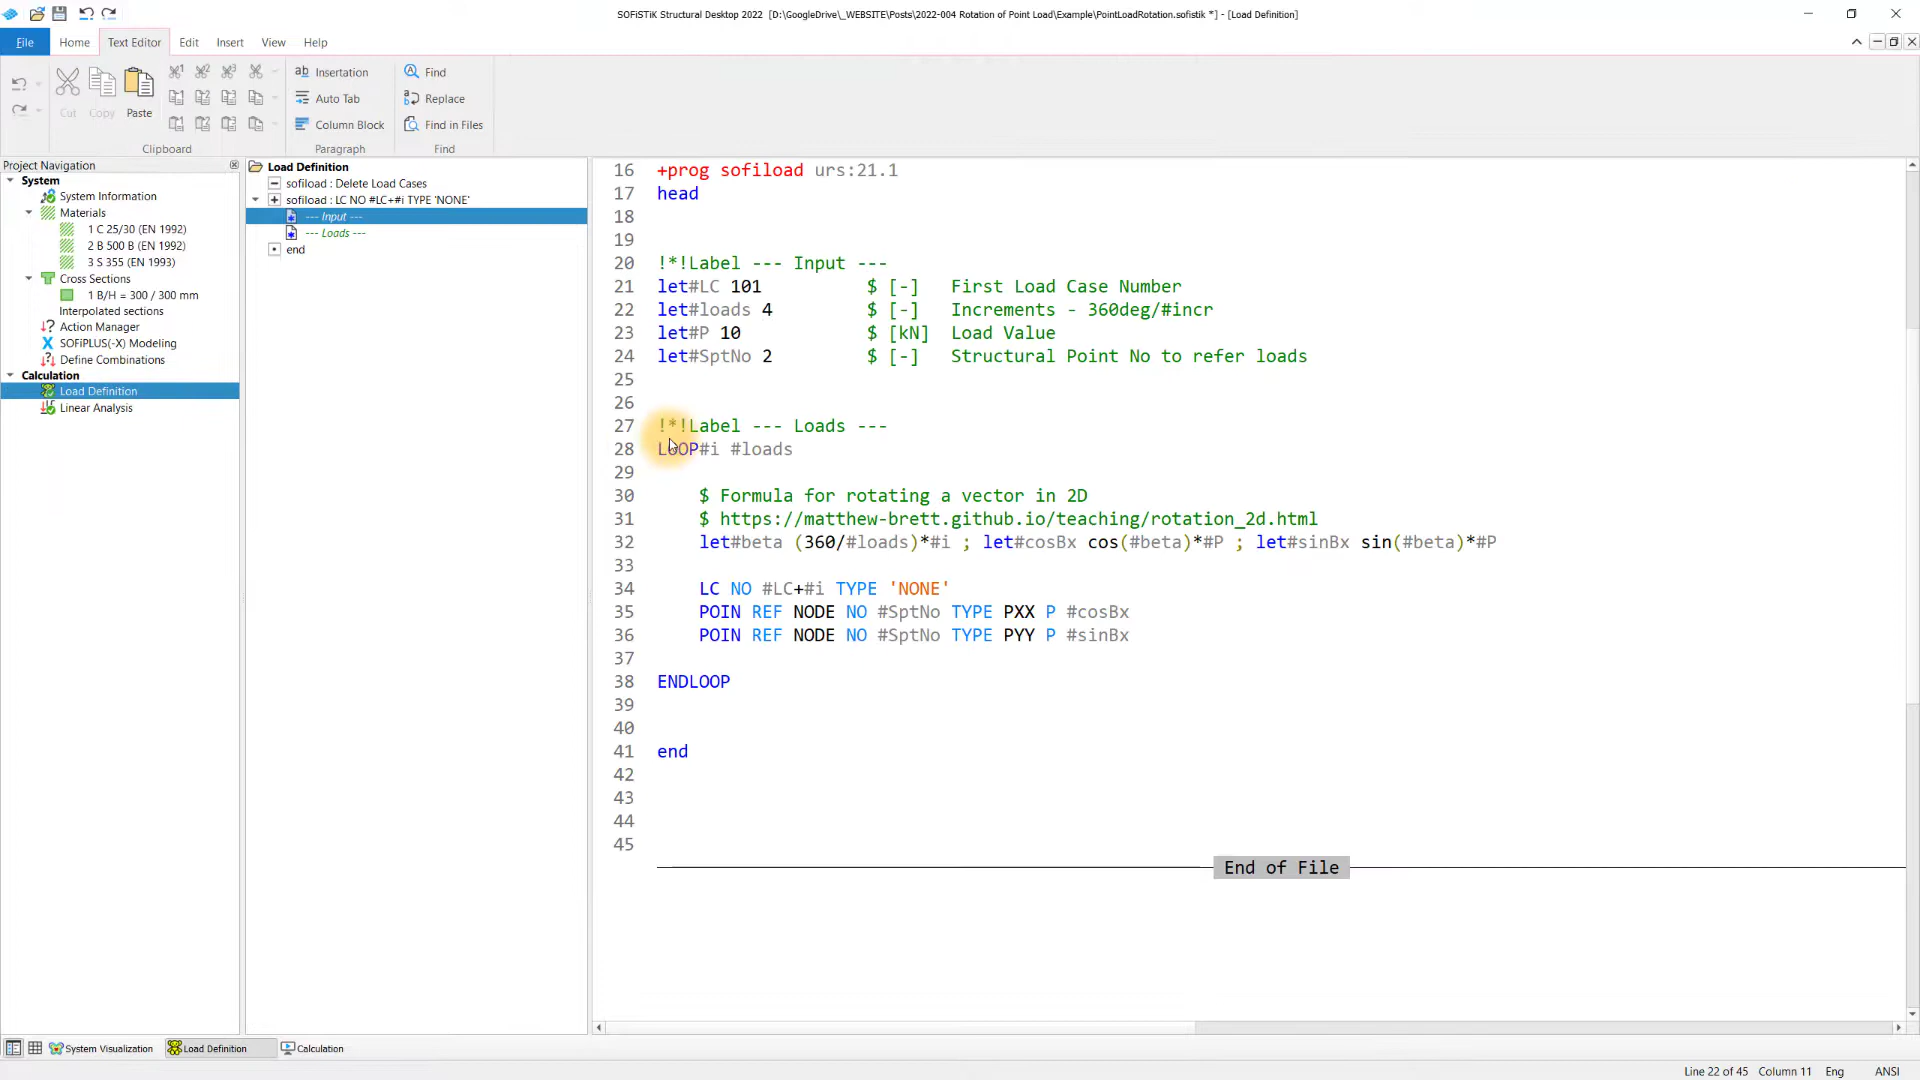 SOFiSTiK Structural Desktop 2022 [D:\GoogleDrive\_WEBSITE\Posts\2022-004 Rotation of Point Load\Example\PointLoadRotation.sofistik *] - [Load Definition]
File Home Text Editor Edit Insert View Help
Cut Copy Paste
Clipboard
Insertation
Auto Tab
Column Block
Paragraph
Find
Replace
Find in Files
Find
Project Navigation
System
System Information
Materials
1 C 25/30 (EN 1992)
2 B 500 B (EN 1992)
3 S 355 (EN 1993)
Cross Sections
1 B/H = 300 / 300 mm
Interpolated sections
Action Manager
SOFiPLUS(-X) Modeling
Define Combinations
Calculation
Load Definition
Linear Analysis
Load Definition
sofiload : Delete Load Cases
sofiload : LC NO #LC+#i TYPE 'NONE'
--- Input ---
--- Loads ---
end
16 +prog sofiload urs:21.1
17 head
18
19
20 !*!Label --- Input ---
21 let#LC 101 $ [-] First Load Case Number
22 let#loads 4 $ [-] Increments - 360deg/#incr
23 let#P 10 $ [kN] Load Value
24 let#SptNo 2 $ [-] Structural Point No to refer loads
25
26
27 !*!Label --- Loads ---
28 LOOP#i #loads
29
30 $ Formula for rotating a vector in 2D
31 $ https://matthew-brett.github.io/teaching/rotation_2d.html
32 let#beta (360/#loads)*#i ; let#cosBx cos(#beta)*#P ; let#sinBx sin(#beta)*#P
33
34 LC NO #LC+#i TYPE 'NONE'
35 POIN REF NODE NO #SptNo TYPE PXX P #cosBx
36 POIN REF NODE NO #SptNo TYPE PYY P #sinBx
37
38 ENDLOOP
39
40
41 end
42
43
44
45
End of File
System Visualization Load Definition Calculation
Line 22 of 45 Column 11 Eng ANSI